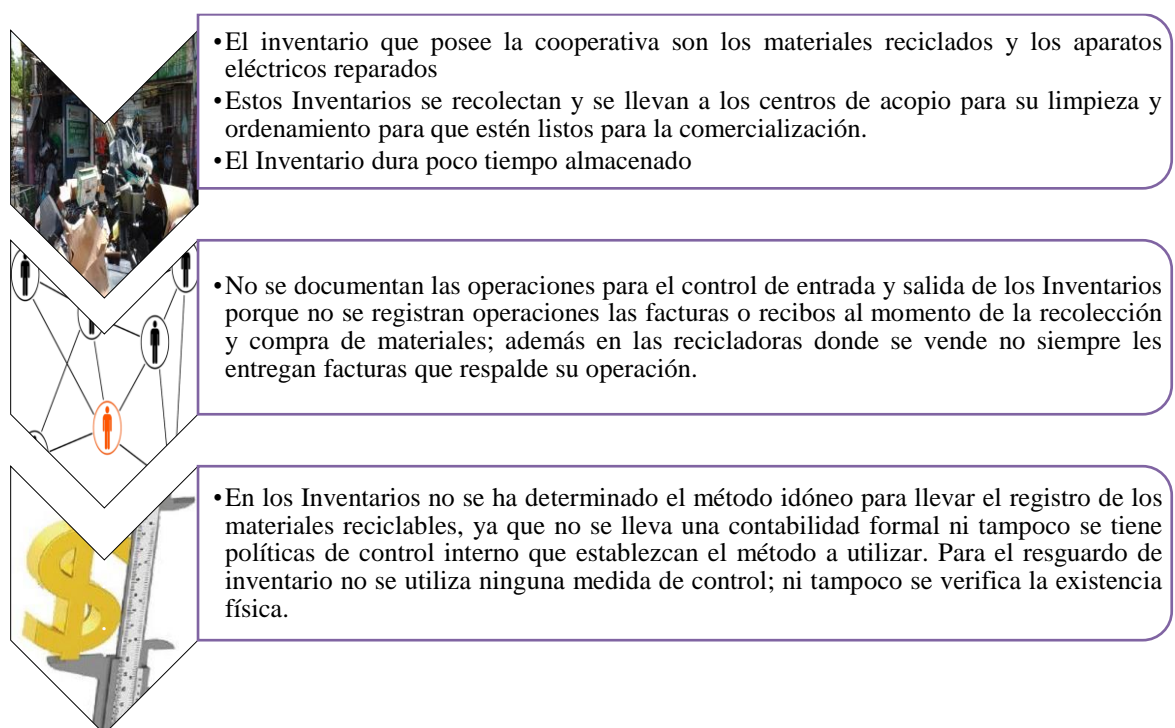 •El inventario que posee la cooperativa son los materiales reciclados y los aparatos
eléctricos reparados
•Estos Inventarios se recolectan y se llevan a los centros de acopio para su limpieza y
ordenamiento para que estén listos para la comercialización.
•El Inventario dura poco tiempo almacenado
•No se documentan las operaciones para el control de entrada y salida de los Inventarios
porque no se registran operaciones las facturas o recibos al momento de la recolección
y compra de materiales; además en las recicladoras donde se vende no siempre les
entregan facturas que respalde su operación.
•En los Inventarios no se ha determinado el método idóneo para llevar el registro de los
materiales reciclables, ya que no se lleva una contabilidad formal ni tampoco se tiene
políticas de control interno que establezcan el método a utilizar. Para el resguardo de
inventario no se utiliza ninguna medida de control; ni tampoco se verifica la existencia
física.